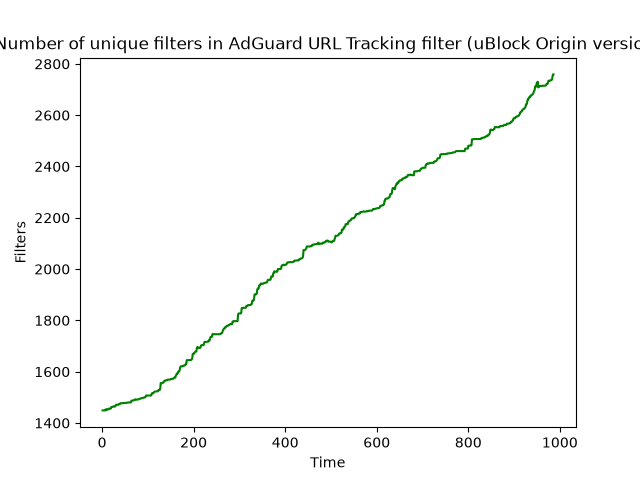 Number of unique filters in AdGuard URL Tracking filter (uBlock Origin versio
2800
2600
2400
2200
2000
1800
1600
1400
Filters
0 200 400 600 800 1000
Time